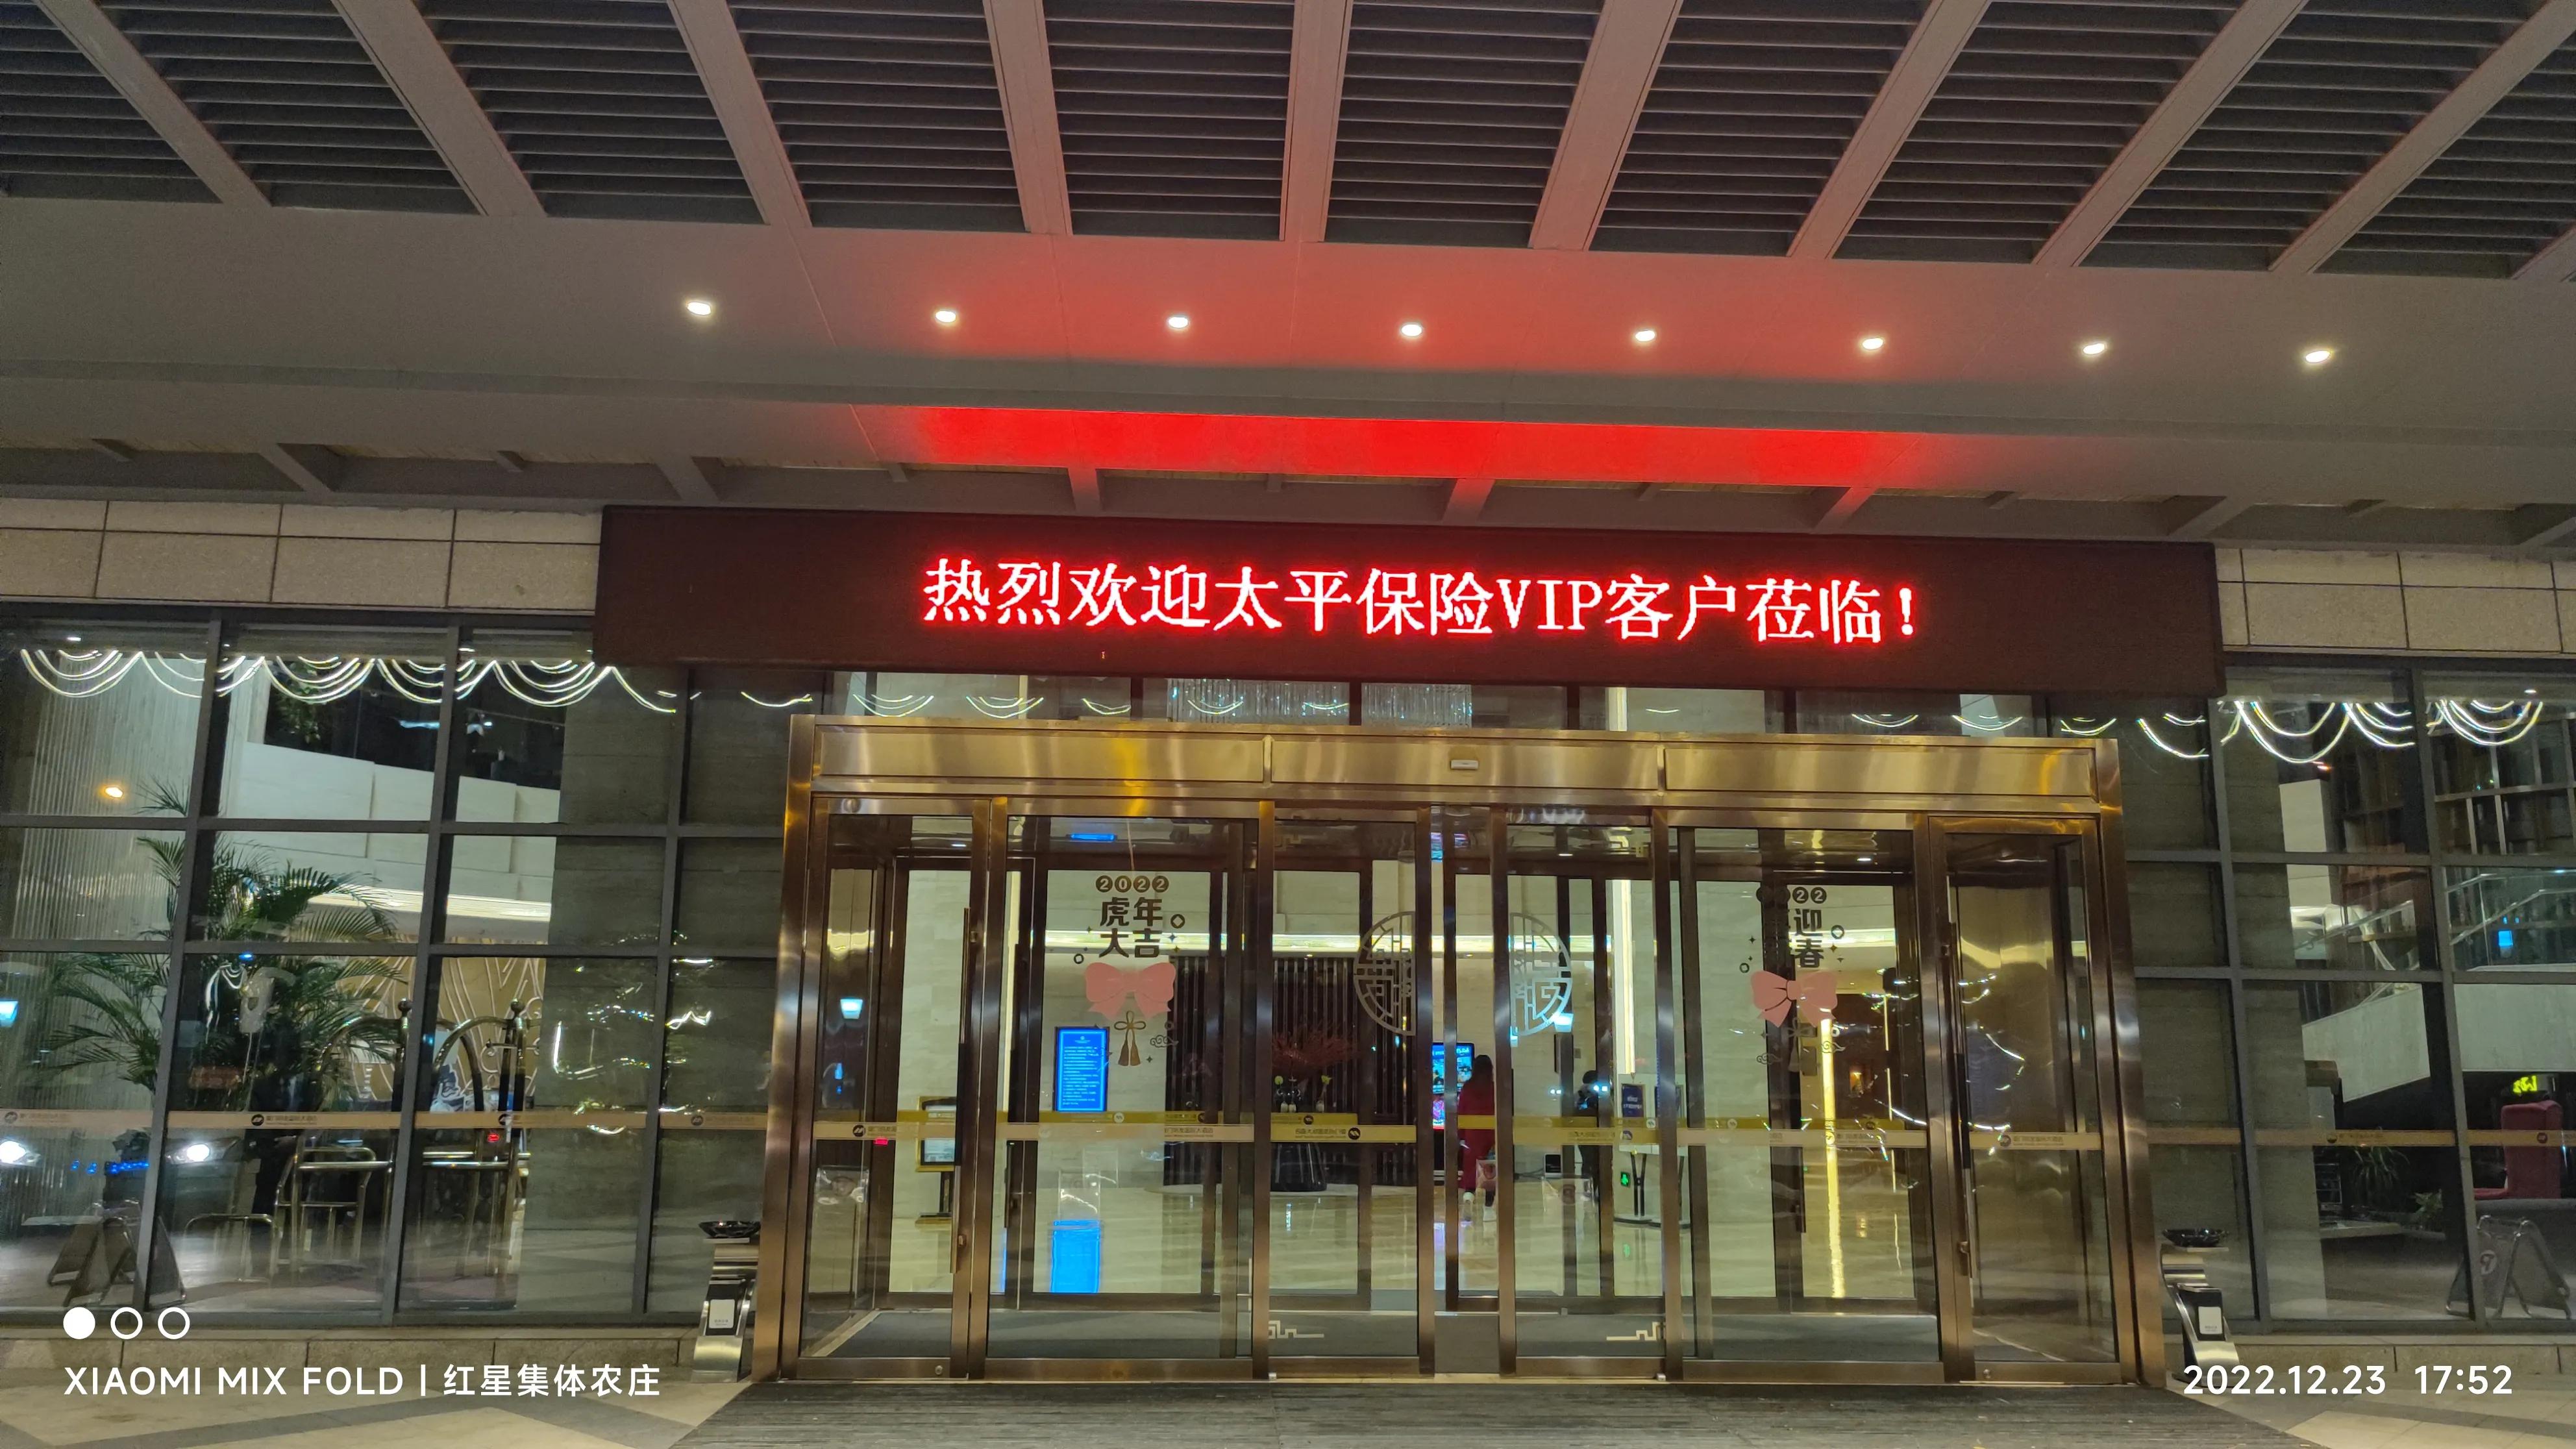 热烈欢迎太平保险VIP客户莅临!
2022
虎年
大吉
2022
迎
春
XIAOMI MIX FOLD | 红星集体农庄
2022.12.23 17:52